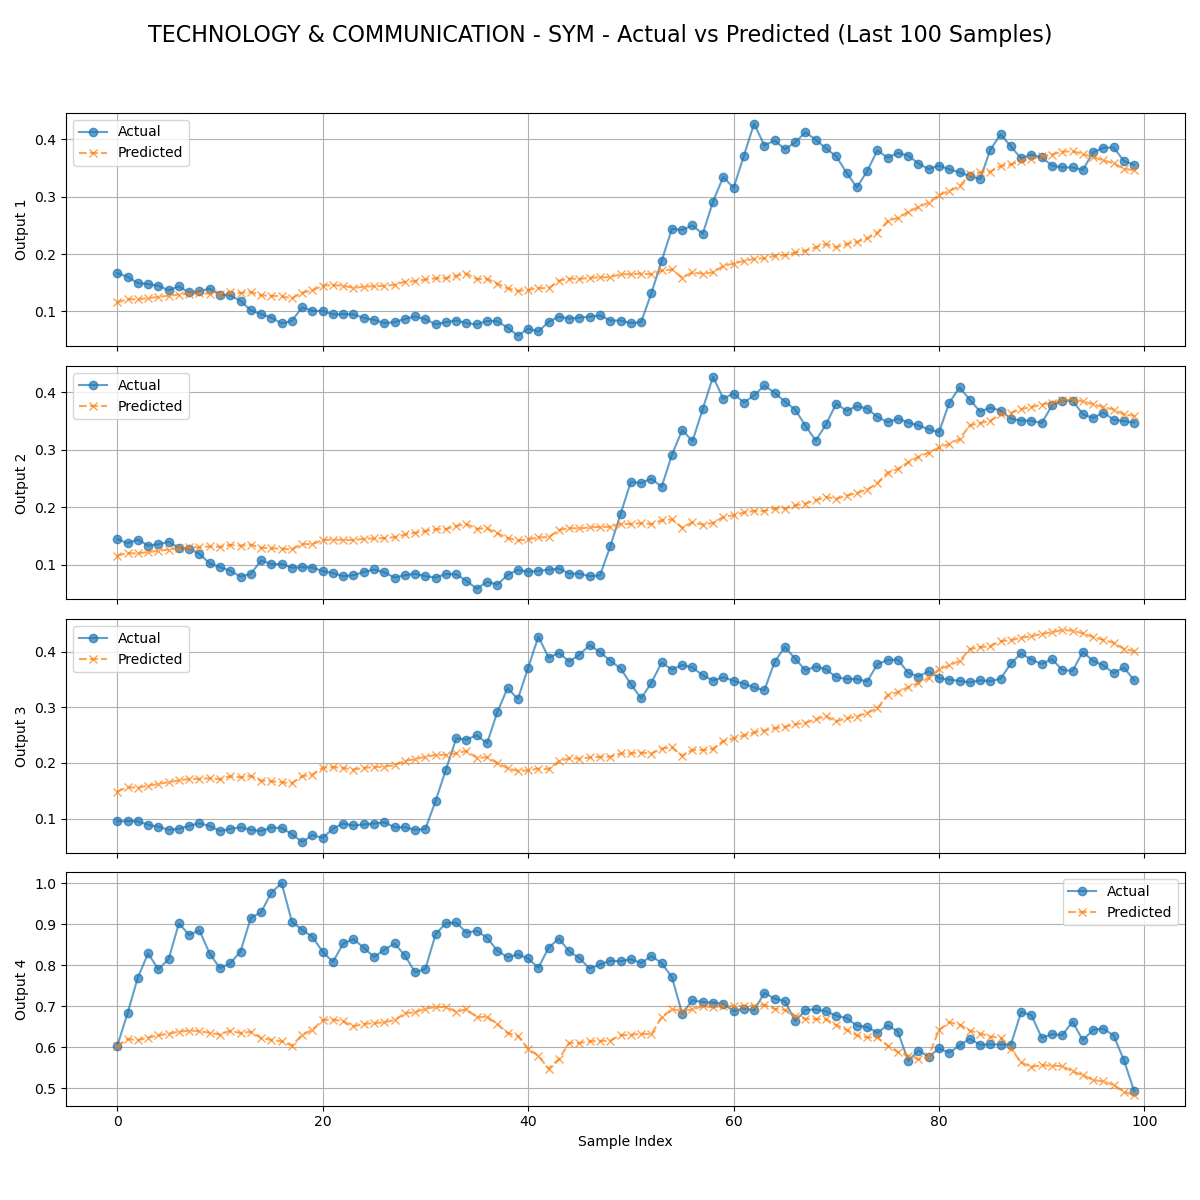 TECHNOLOGY & COMMUNICATION - SYM - Actual vs Predicted (Last 100 Samples)
Actual
Predicted
0.4
0.3
0.2
0.1
Output 1
Actual
Predicted
0.4
0.3
0.2
0.1
Output 2
Actual
Predicted
0.4
0.3
0.2
0.1
Output 3
Actual
Predicted
1.0
0.9
0.8
0.7
0.6
0.5
Output 4
0 20 40 60 80 100
Sample Index